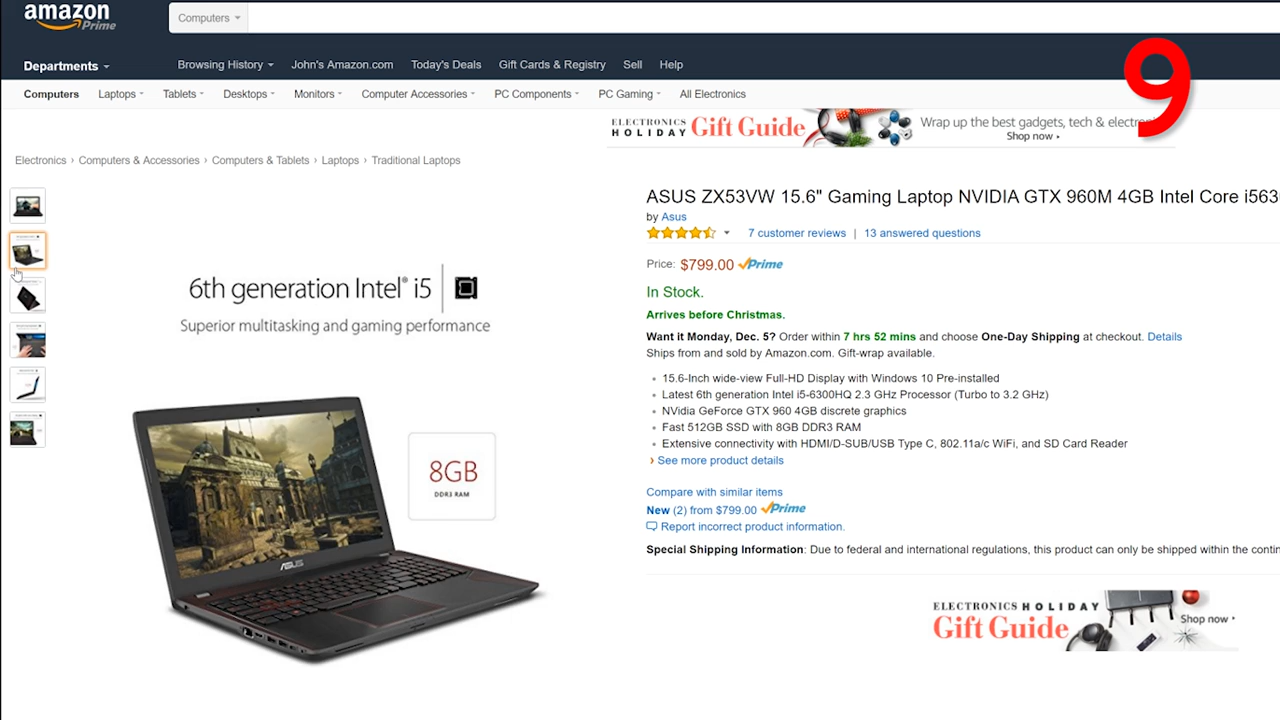 amazon
Prime
Computers
9
Departments
Browsing History
John's Amazon.com
Today's Deals
Gift Cards & Registry
Sell
Help
Computers
Laptops
Tablets
Desktops
Monitors
Computer Accessories
PC Components
PC Gaming
All Electronics
ELECTRONICS
HOLIDAY
Gift Guide
Wrap up the best gadgets, tech &
Shop now
Electronics › Computers & Accessories › Computers & Tablets › Laptops › Traditional Laptops
ASUS ZX53VW 15.6" Gaming Laptop NVIDIA GTX 960M 4GB Intel Core i563
by Asus
7 customer reviews | 13 answered questions
Price: $799.00 Prime
In Stock.
Arrives before Christmas.
Want it Monday, Dec. 5? Order within 7 hrs 52 mins and choose One-Day Shipping at checkout. Details
Ships from and sold by Amazon.com. Gift-wrap available.
15.6-Inch wide-view Full-HD Display with Windows 10 Pre-installed
Latest 6th generation Intel i5-6300HQ 2.3 GHz Processor (Turbo to 3.2 GHz)
NVidia GeForce GTX 960 4GB discrete graphics
Fast 512GB SSD with 8GB DDR3 RAM
Extensive connectivity with HDMI/D-SUB/USB Type C, 802.11a/c WiFi, and SD Card Reader
› See more product details
Compare with similar items
New (2) from $799.00 Prime
Report incorrect product information.
Special Shipping Information: Due to federal and international regulations, this product can only be shipped within the contin
6th generation Intel® i5
Superior multitasking and gaming performance
8GB
DDR3 RAM
ASUS
ELECTRONICS HOLIDAY
Gift Guide
Shop now